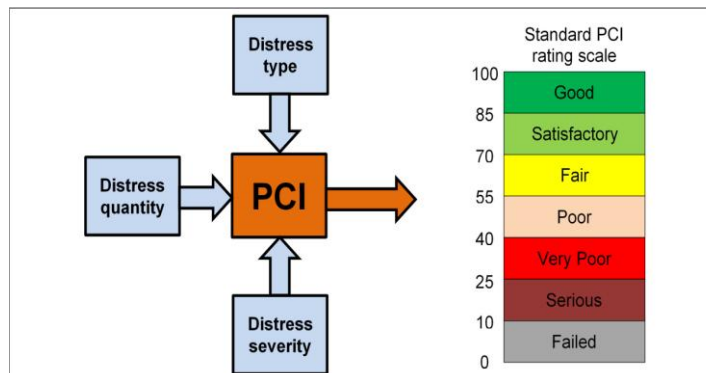 Distress
type
Distress
quantity
PCI
Distress
severity
Standard PCI
rating scale
100
Good
85
Satisfactory
70
Fair
55
Poor
40
Very Poor
25
Serious
10
Failed
0